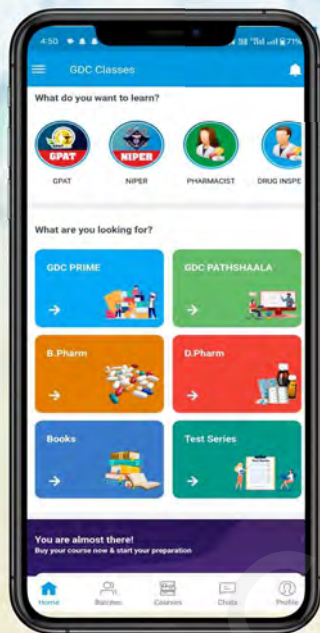 4:50
71%
GDC Classes
What do you want to learn?
GPAT
NIPER
GPAT
NIPER
PHARMACIST
DRUG INSPE
What are you looking for?
GDC PRIME
GDC PATHSHAALA
B.Pharm
D.Pharm
Books
Test Series
You are almost there!
Buy your course now & start your preparation
Home
Batches
Courses
Chats
Profile